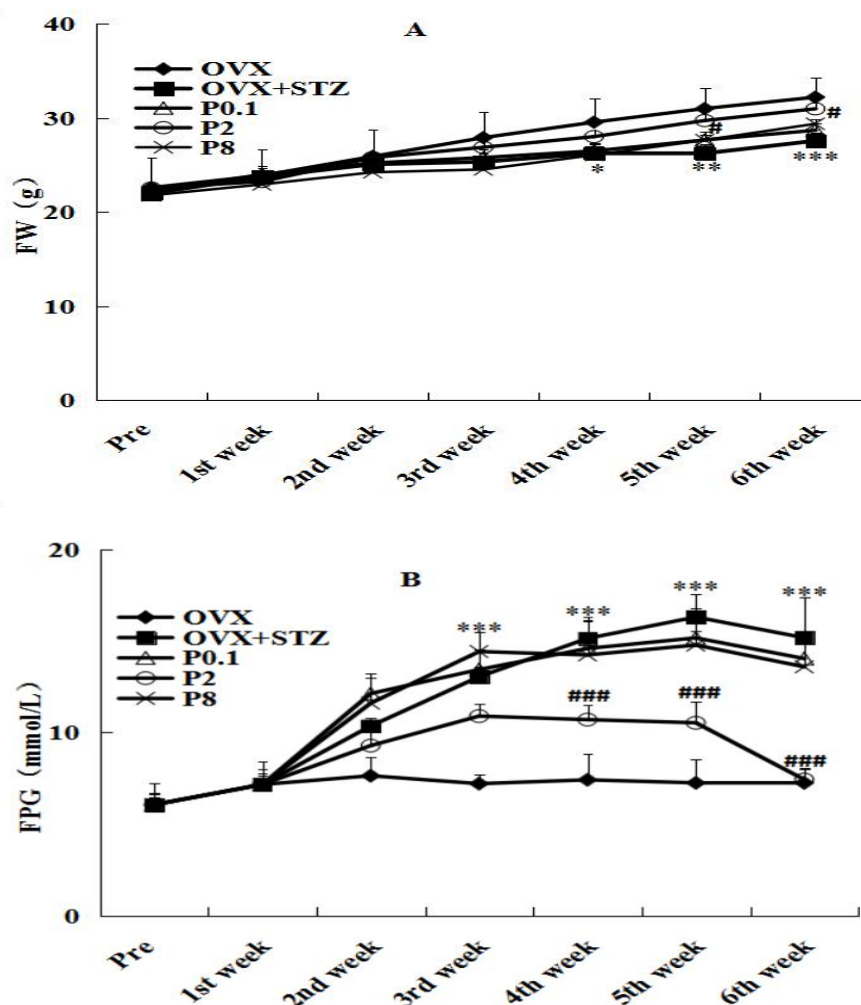 A
40
30
20
10
0
FW (g)
OVX
OVX+STZ
P0.1
P2
P8
#
#
*
**
***
Pre
1st week
2nd week
3rd week
4th week
5th week
6th week
B
20
10
0
FPG (mmol/L)
OVX
OVX+STZ
P0.1
P2
P8
***
***
***
***
###
###
###
Pre
1st week
2nd week
3rd week
4th week
5th week
6th week